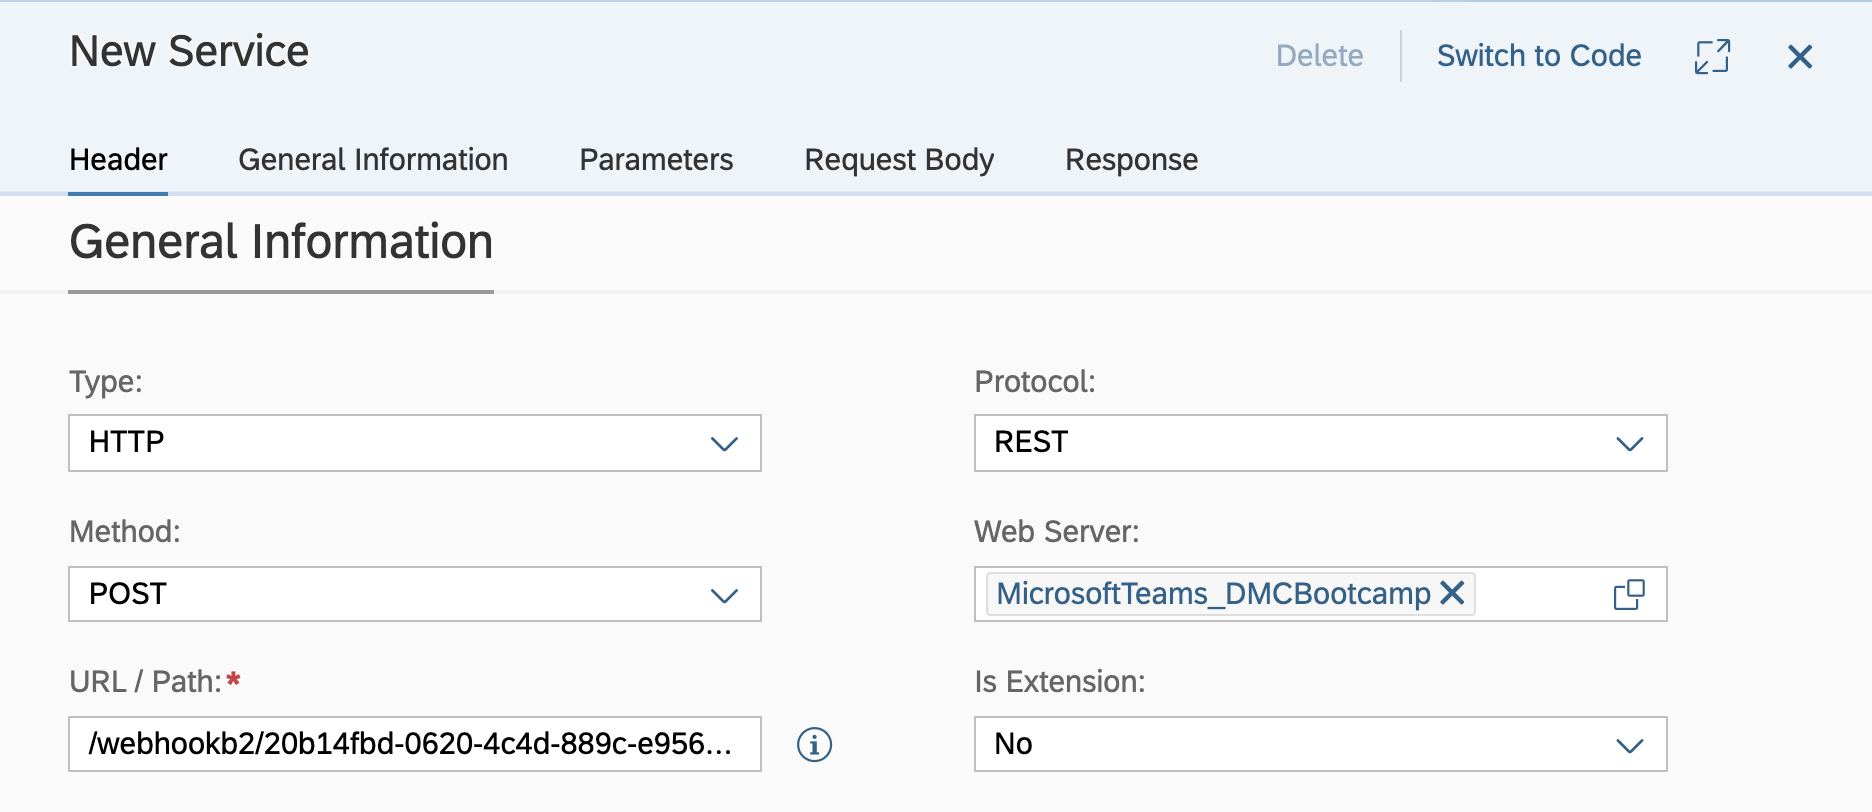 New Service
Delete
Switch to Code
Header
General Information
Parameters
Request Body
Response
General Information
Type:
Protocol:
HTTP
REST
Method:
Web Server:
POST
MicrosoftTeams_DMCBootcamp
URL / Path:*
Is Extension:
/webhookb2/20b14fbd-0620-4c4d-889c-e956...
No